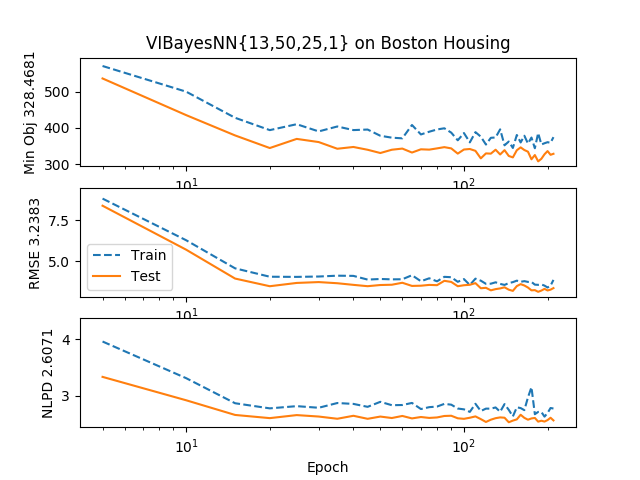 VIBayesNN{13,50,25,1} on Boston Housing
Min Obj 328.4681
500
400
300
10^1
10^2
RMSE 3.2383
7.5
5.0
Train
Test
10^1
10^2
NLPD 2.6071
4
3
10^1
10^2
Epoch